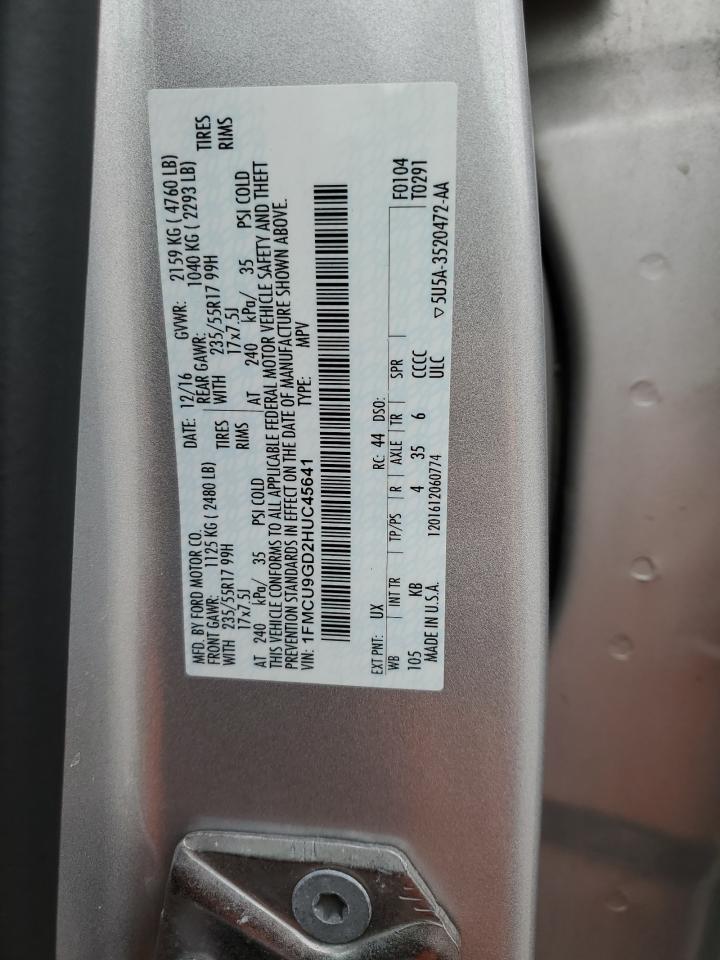 MFD. BY FORD MOTOR CO. DATE: 12/16 GVWR: 2159 KG ( 4760 LB)
FRONT GAWR: 1125 KG ( 2480 LB) REAR GAWR: 1040 KG ( 2293 LB)
WITH 235/55R17 99H TIRES WITH 235/55R17 99H TIRES
17x7.5J RIMS 17x7.5J RIMS
AT 240 kPa/ 35 PSI COLD AT 240 kPa/ 35 PSI COLD
THIS VEHICLE CONFORMS TO ALL APPLICABLE FEDERAL MOTOR VEHICLE SAFETY AND THEFT
PREVENTION STANDARDS IN EFFECT ON THE DATE OF MANUFACTURE SHOWN ABOVE.
VIN: 1FMCU9GD2HUC45641 TYPE: MPV
EXT PNT: UX RC: 44 DSO: F0104
WB INT TR TP/PS R AXLE TR SPR T0291
105 KB 4 35 6 CCCC
MADE IN U.S.A. 1201612060774 ULC ▽5U5A-3520472-AA